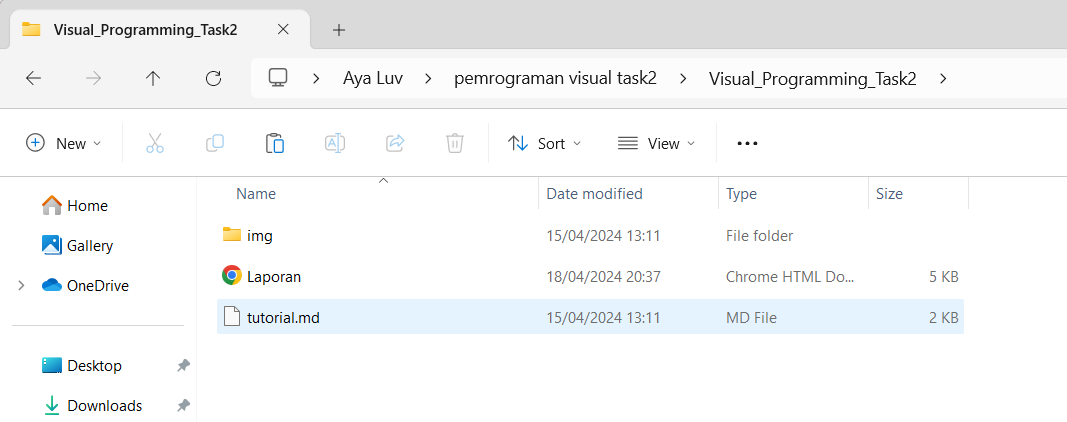 Visual_Programming_Task2
Aya Luv pemrograman visual task2 Visual_Programming_Task2
New Sort View
Name Date modified Type Size
Home
Gallery
OneDrive
Desktop
Downloads
img 15/04/2024 13:11 File folder
Laporan 18/04/2024 20:37 Chrome HTML Do... 5 KB
tutorial.md 15/04/2024 13:11 MD File 2 KB